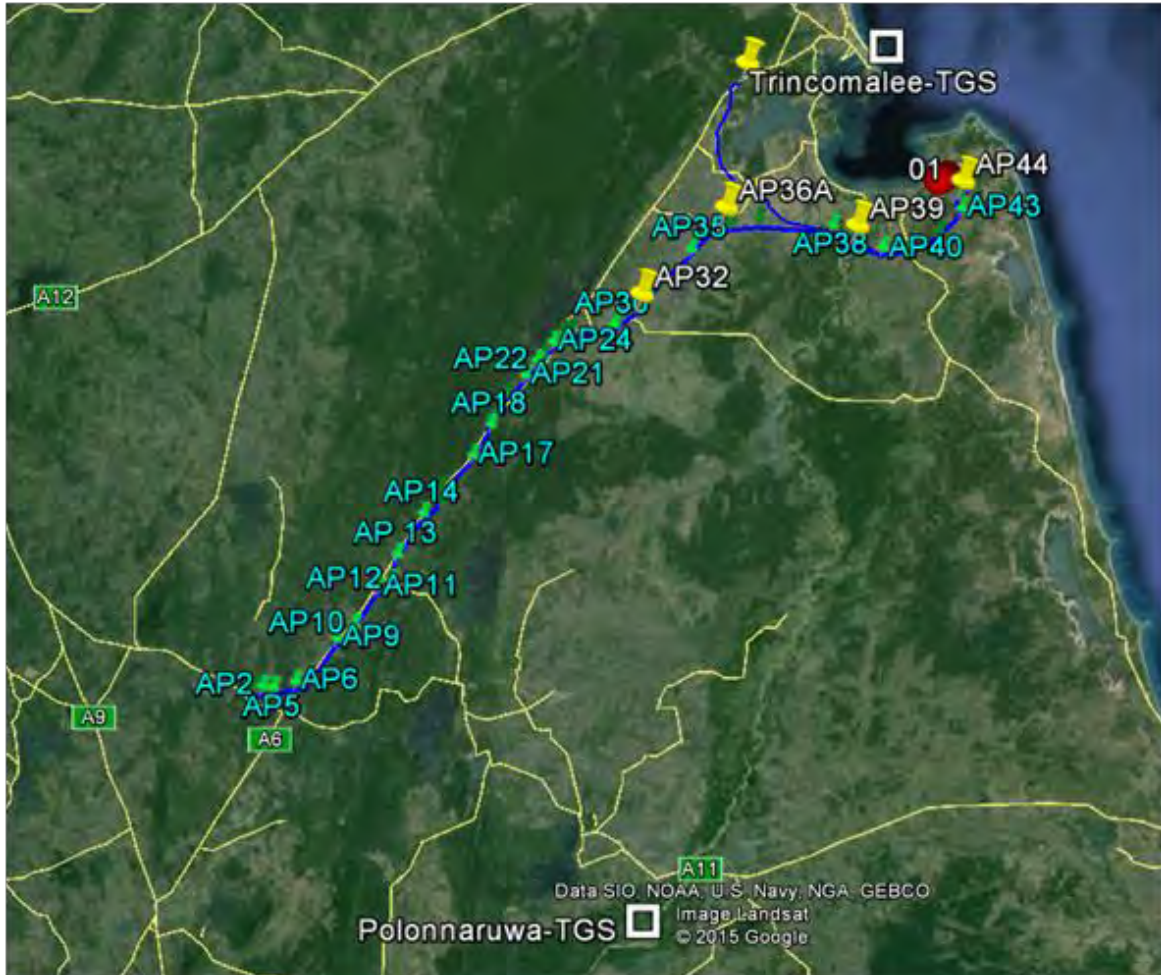 Trincomalee-TGS
01
AP44
AP36A
AP39
AP43
AP35
AP38
AP40
AP32
A12
AP30
AP24
AP22
AP21
AP18
AP17
AP14
AP 13
AP12
AP11
AP10
AP9
AP2
AP6
AP5
A9
A6
A11
Data SIO, NOAA, U.S. Navy, NGA, GEBCO
Image Landsat
Polonnaruwa-TGS
© 2015 Google